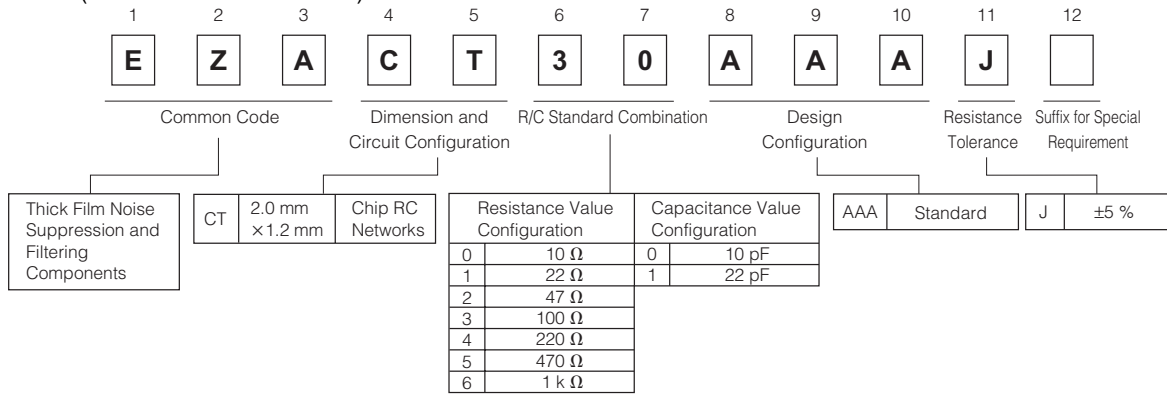 1 2 3 4 5 6 7 8 9 10 11 12
E Z A C T 3 0 A A A J
Common Code
Dimension and
Circuit Configuration
R/C Standard Combination
Design
Configuration
Resistance
Tolerance
Suffix for Special
Requirement
Thick Film Noise
Suppression and
Filtering
Components
CT
2.0 mm
×1.2 mm
Chip RC
Networks
Resistance Value
Configuration
Capacitance Value
Configuration
0 10 Ω 0 10 pF
1 22 Ω 1 22 pF
2 47 Ω
3 100 Ω
4 220 Ω
5 470 Ω
6 1 k Ω
AAA Standard
J ±5 %